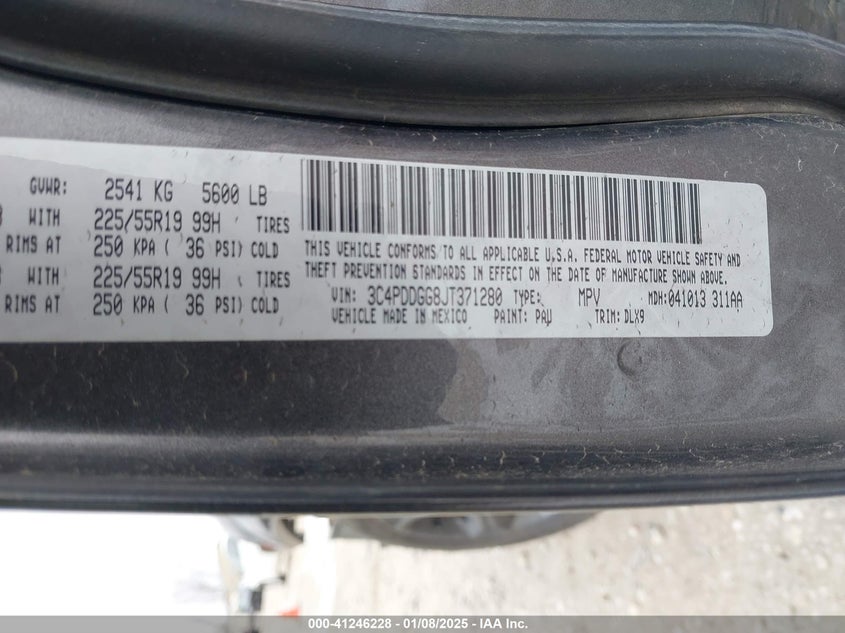 GVWR: 2541 KG 5600 LB
WITH 225/55R19 99H TIRES
RIMS AT 250 KPA ( 36 PSI) COLD
WITH 225/55R19 99H TIRES
RIMS AT 250 KPA ( 36 PSI) COLD
THIS VEHICLE CONFORMS TO ALL APPLICABLE U.S.A. FEDERAL MOTOR VEHICLE SAFETY AND
THEFT PREVENTION STANDARDS IN EFFECT ON THE DATE OF MANUFACTURE SHOWN ABOVE.
VIN: 3C4PDDGG8JT371280 TYPE: MPV MDH: 041013 311AA
VEHICLE MADE IN MEXICO PAINT: PAU TRIM: DLX9
000-41246228 - 01/08/2025 - IAA Inc.